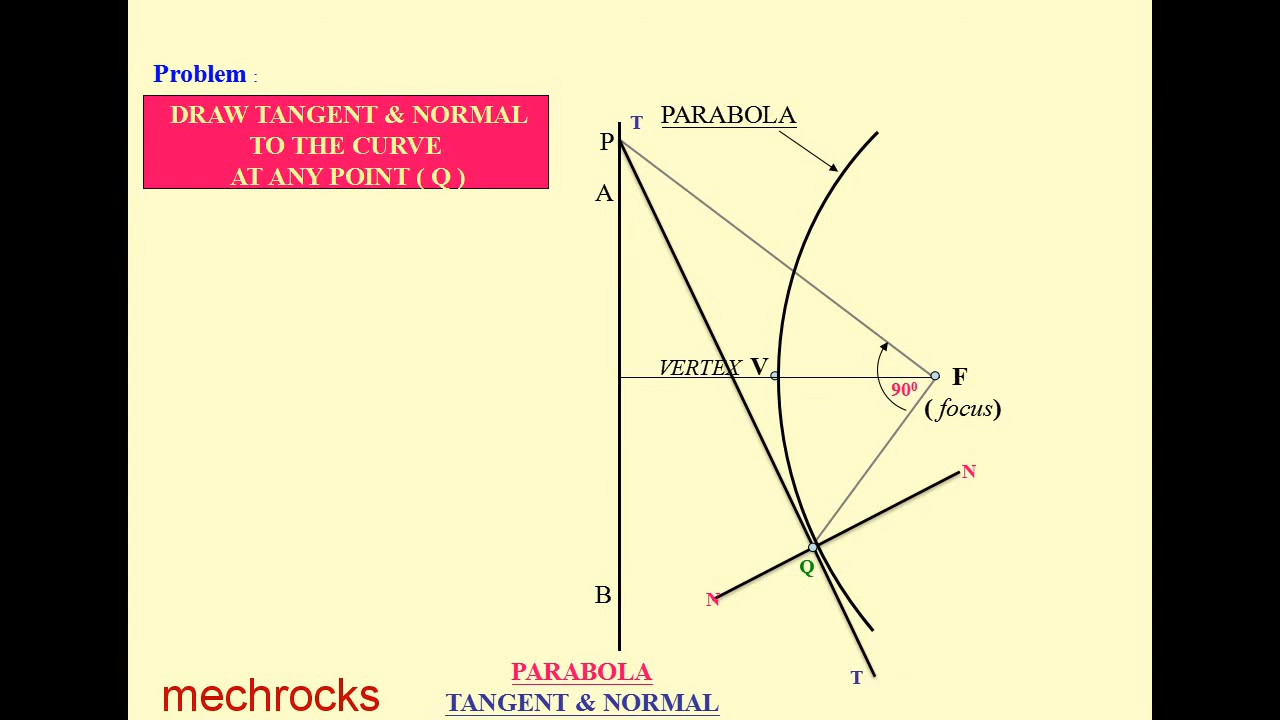 Problem :
DRAW TANGENT & NORMAL
TO THE CURVE
AT ANY POINT ( Q )
T
PARABOLA
P
A
VERTEX V
F
90⁰
( focus)
N
Q
B
N
PARABOLA
T
mechrocks
TANGENT & NORMAL